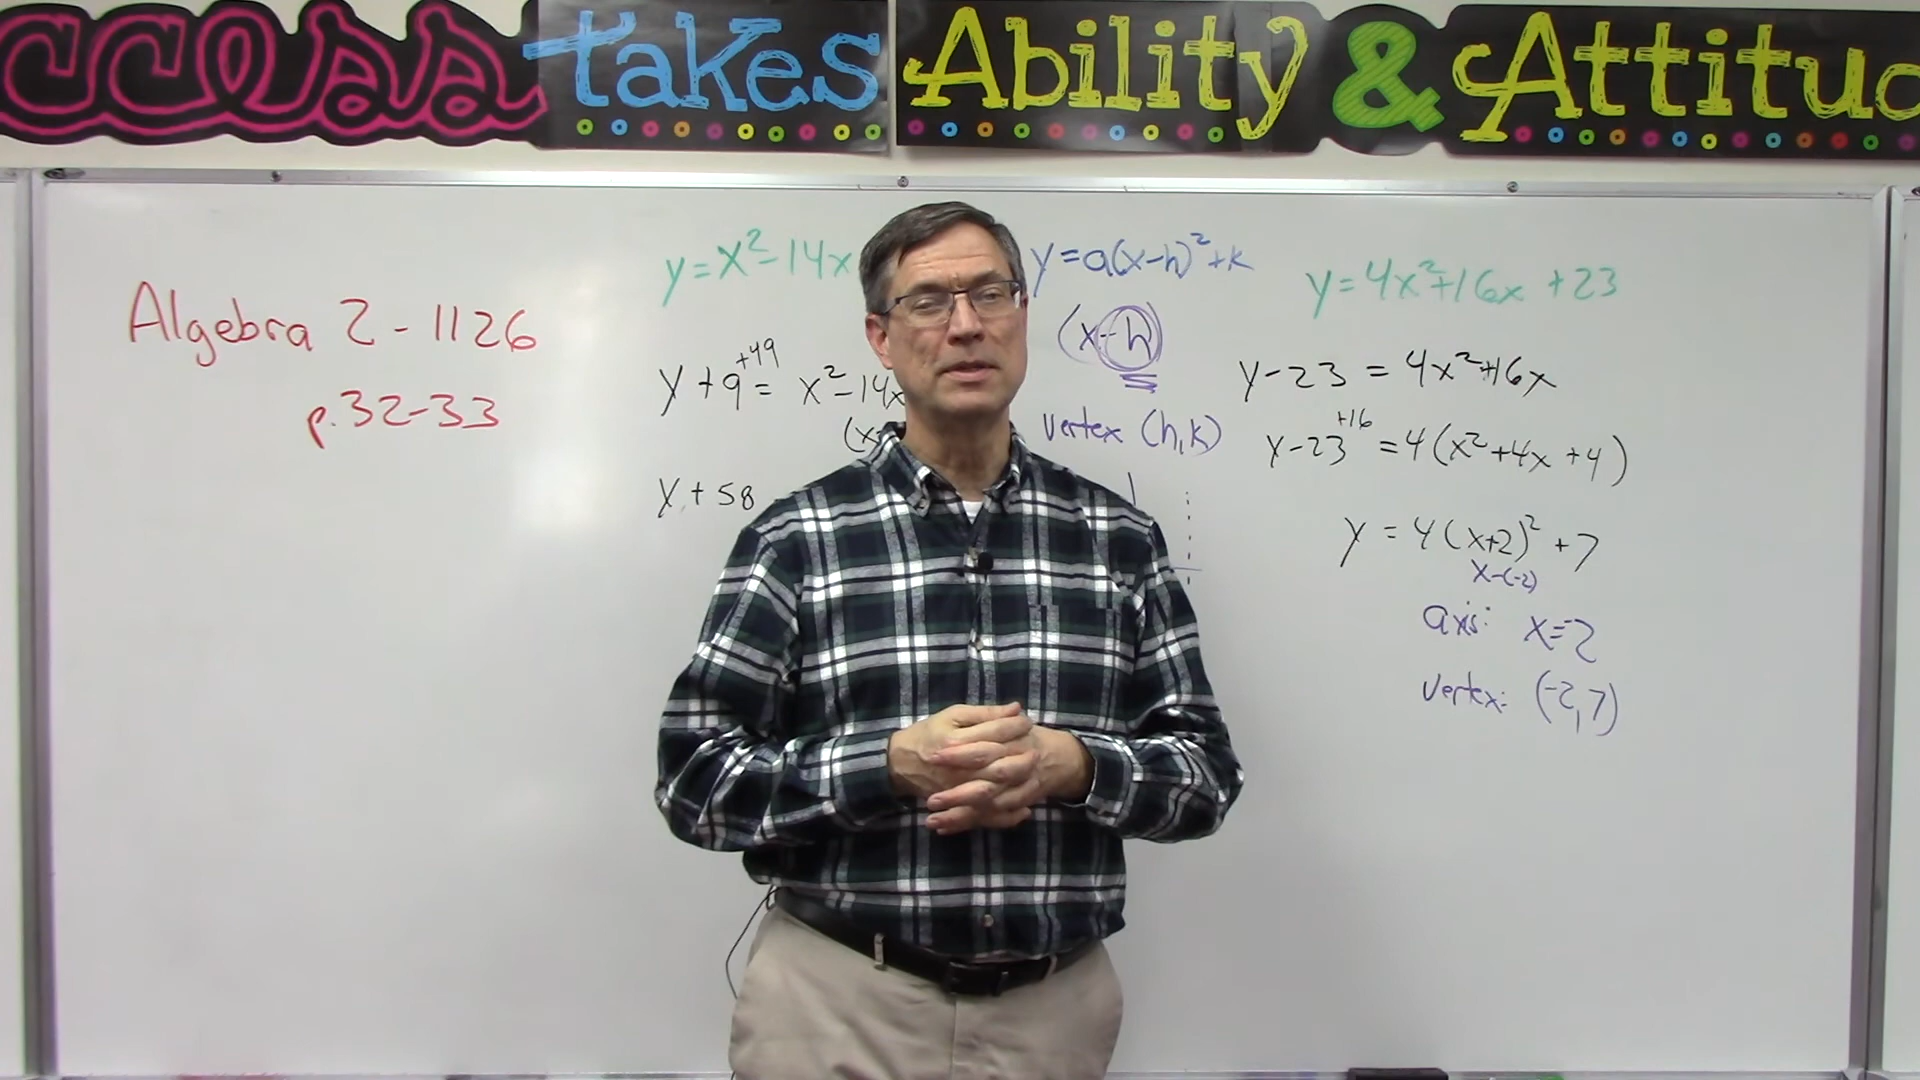 ccess takes Ability & Attitud
Algebra 2 - 1126
p.32-33
y=x²-14x
+49
y+9= x²-14x
(x-
y+58
y=a(x-h)²+k
(x-h)
vertex (h,k)
y=4x²+16x +23
y-23 = 4x²+16x
+16
y-23 =4(x²+4x+4)
y = 4(x+2)²+7
x-(-2)
axis: x=-2
vertex: (-2,7)